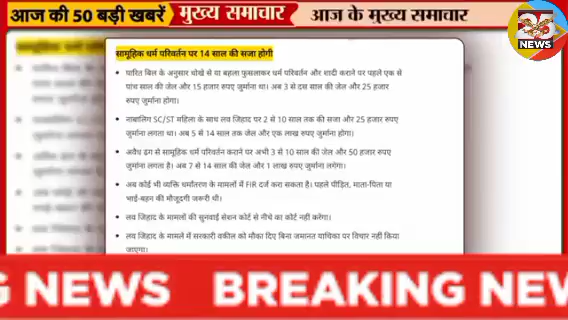 आज की 50 बड़ी खबरें मुख्य समाचार आज के मुख्य समाचार
NEWS
सामूहिक धर्म परिवर्तन पर 14 साल की सजा होगी
• पारित बिल के अनुसार धोखे से या बहला फुसलाकर धर्म परिवर्तन और शादी कराने पर पहले एक से
पांच साल की जेल और 15 हजार रुपए जुर्माना था। अब 3 से दस साल की जेल और 25 हजार
रुपए जुर्माना होगा।
• नाबालिग SC/ST महिला के साथ लव जिहाद पर 2 से 10 साल तक की सजा और 25 हजार रुपए
जुर्माना लगता था। अब 5 से 14 साल तक जेल और एक लाख रुपए जुर्माना होगा।
• अवैध ढंग से सामूहिक धर्म परिवर्तन कराने पर अभी 3 से 10 साल की जेल और 50 हजार रुपए
जुर्माना लगता है। अब 7 से 14 साल की जेल और 1 लाख रुपए जुर्माना लगेगा।
• अब कोई भी व्यक्ति धर्मांतरण के मामलों में FIR दर्ज करा सकता है। पहले पीड़ित, माता-पिता या
भाई-बहन की मौजूदगी जरूरी थी।
• लव जिहाद के मामलों की सुनवाई सेशन कोर्ट से नीचे का कोर्ट नहीं करेगा।
• लव जिहाद के मामले में सरकारी वकील को मौका दिए बिना जमानत याचिका पर विचार नहीं किया
जाएगा।
G NEWS BREAKING NEW